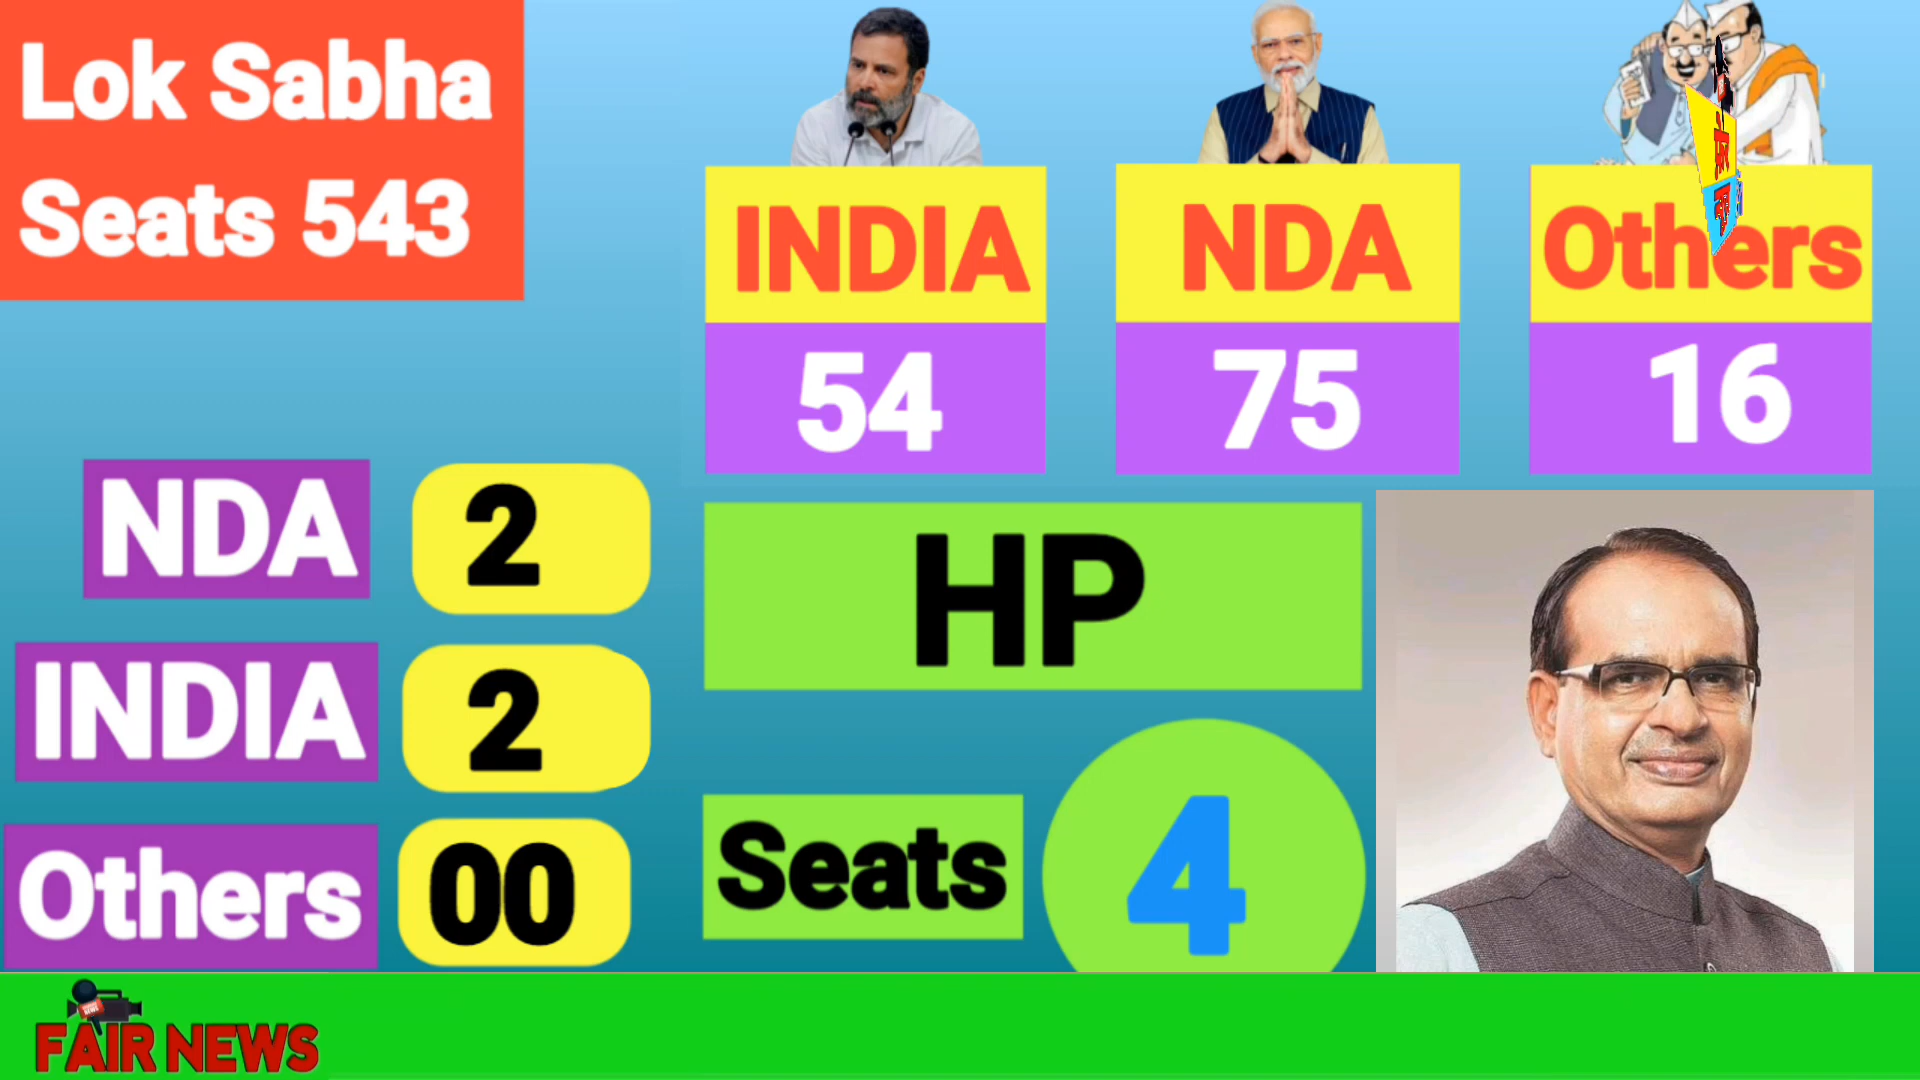 Lok Sabha
Seats 543
INDIA
NDA
Others
54
75
16
NDA
2
HP
INDIA
2
Seats
4
Others
00
FAIR NEWS